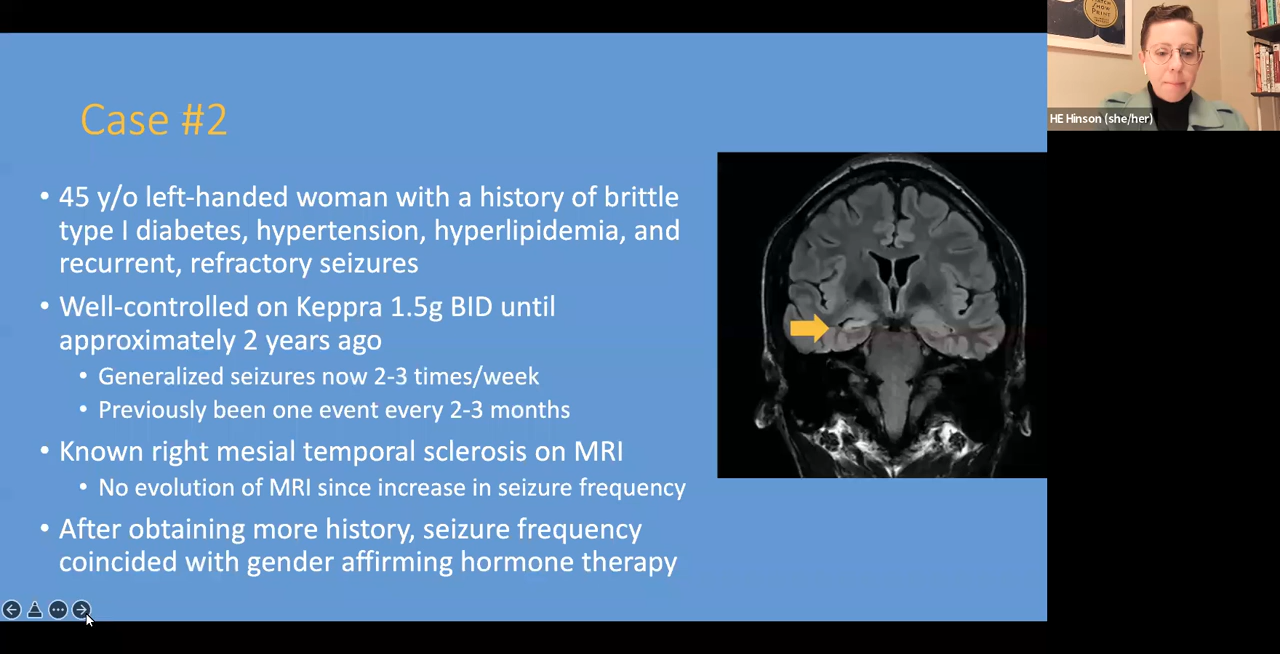 Case #2
• 45 y/o left-handed woman with a history of brittle
type I diabetes, hypertension, hyperlipidemia, and
recurrent, refractory seizures
• Well-controlled on Keppra 1.5g BID until
approximately 2 years ago
• Generalized seizures now 2-3 times/week
• Previously been one event every 2-3 months
• Known right mesial temporal sclerosis on MRI
• No evolution of MRI since increase in seizure frequency
• After obtaining more history, seizure frequency
coincided with gender affirming hormone therapy
HE Hinson (she/her)